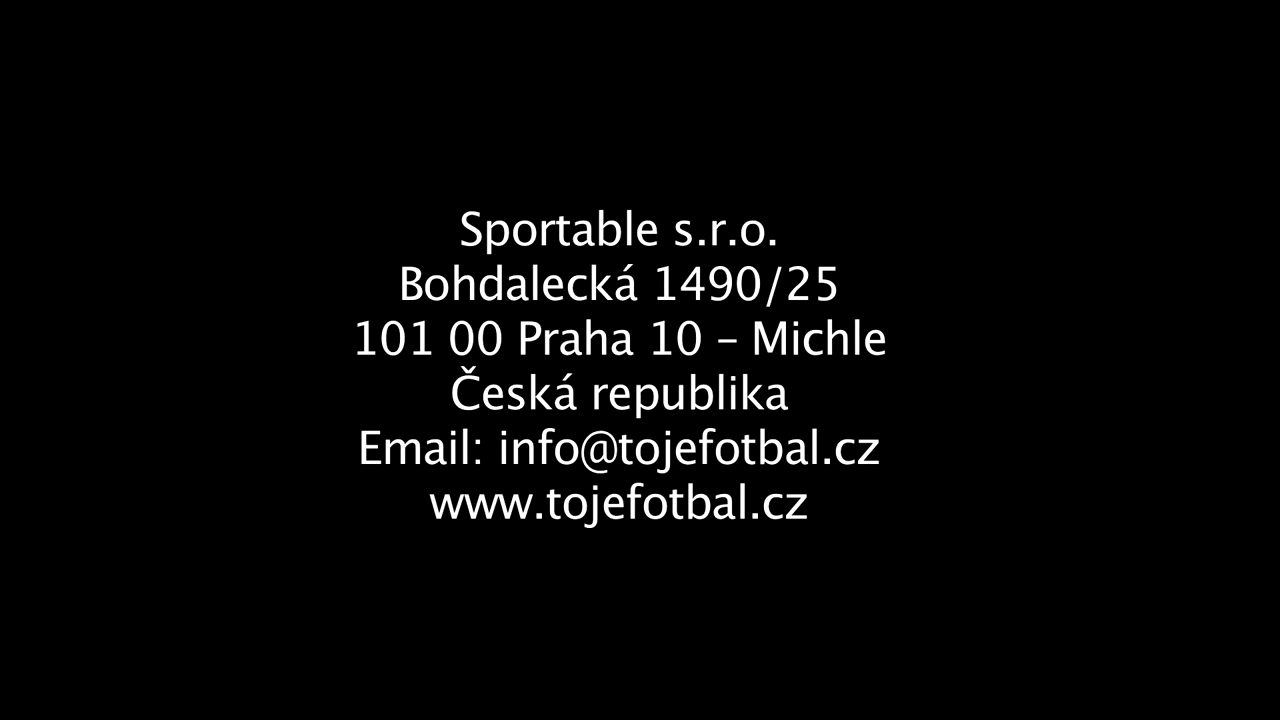 Sportable s.r.o.
Bohdalecká 1490/25
101 00 Praha 10 – Michle
Česká republika
Email: info@tojefotbal.cz
www.tojefotbal.cz